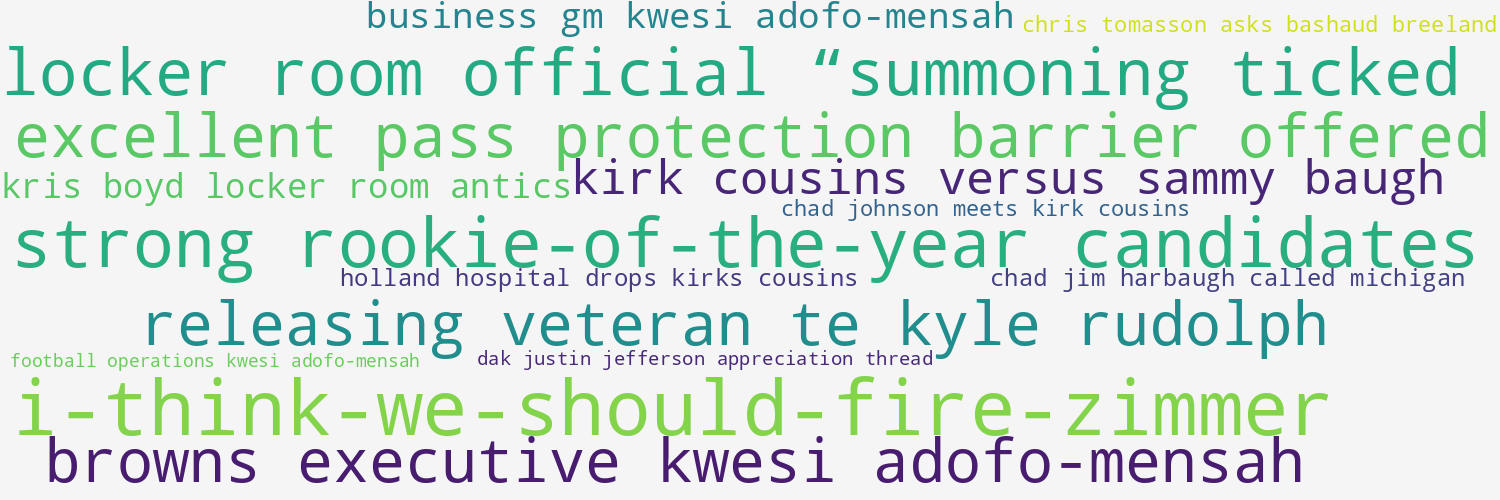 business gm kwesi adofo-mensah
chris tomasson asks bashaud breeland
locker room official “summoning ticked
excellent pass protection barrier offered
kris boyd locker room antics
kirk cousins versus sammy baugh
chad johnson meets kirk cousins
strong rookie-of-the-year candidates
holland hospital drops kirks cousins
chad jim harbaugh called michigan
releasing veteran te kyle rudolph
football operations kwesi adofo-mensah
dak justin jefferson appreciation thread
i-think-we-should-fire-zimmer
browns executive kwesi adofo-mensah